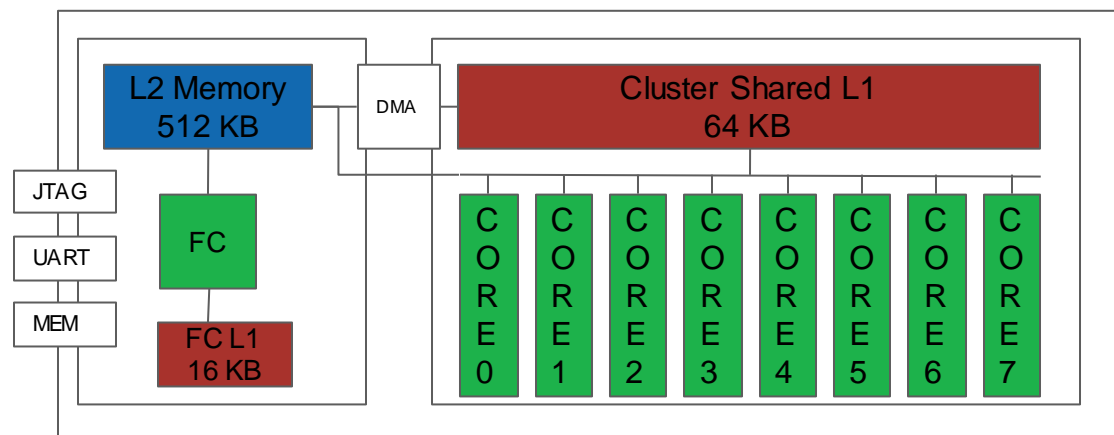 L2 Memory
512 KB
DMA
Cluster Shared L1
64 KB
JTAG
UART
MEM
FC
FC L1
16 KB
CORE0
CORE1
CORE2
CORE3
CORE4
CORE5
CORE6
CORE7